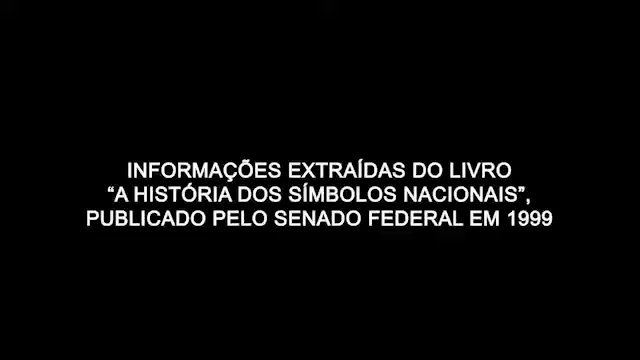 INFORMAÇÕES EXTRAÍDAS DO LIVRO
“A HISTÓRIA DOS SÍMBOLOS NACIONAIS”,
PUBLICADO PELO SENADO FEDERAL EM 1999